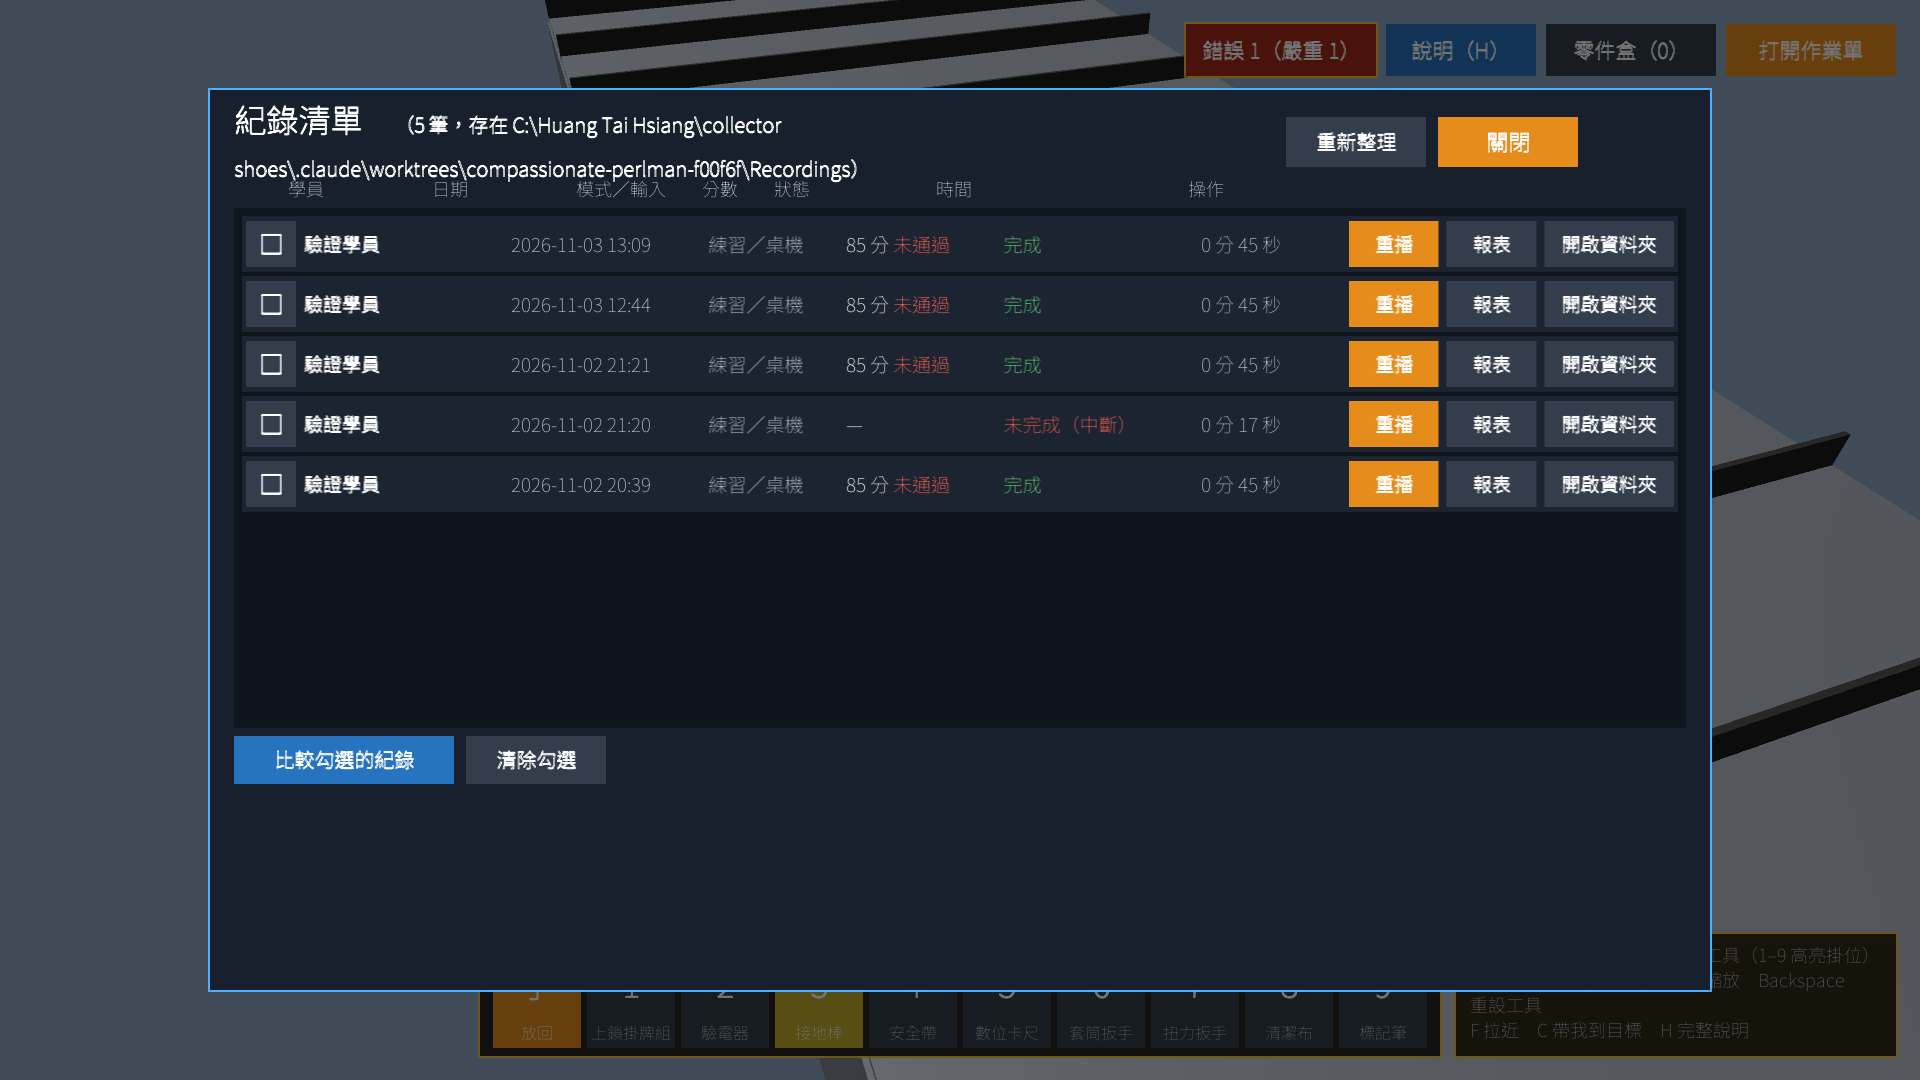 錯誤 1（嚴重 1）
說明（H）
零件盒（0）
打開作業單
紀錄清單 （5 筆，存在 C:\Huang Tai Hsiang\collector
shoes\.claude\worktrees\compassionate-perlman-f00f6f\Recordings）
重新整理
關閉
學員 日期 模式／輸入 分數 狀態 時間 操作
驗證學員 2026-11-03 13:09 練習／桌機 85 分 未通過 完成 0 分 45 秒 重播 報表 開啟資料夾
驗證學員 2026-11-03 12:44 練習／桌機 85 分 未通過 完成 0 分 45 秒 重播 報表 開啟資料夾
驗證學員 2026-11-02 21:21 練習／桌機 85 分 未通過 完成 0 分 45 秒 重播 報表 開啟資料夾
驗證學員 2026-11-02 21:20 練習／桌機 — 未完成（中斷） 0 分 17 秒 重播 報表 開啟資料夾
驗證學員 2026-11-02 20:39 練習／桌機 85 分 未通過 完成 0 分 45 秒 重播 報表 開啟資料夾
比較勾選的紀錄 清除勾選
放回 上鎖掛牌組 驗電器 接地棒 安全帶 數位卡尺 套筒扳手 扭力扳手 清潔布 標記筆
工具（1–9 高亮掛位）
縮放 Backspace
重設工具
F 拉近 C 帶我到目標 H 完整說明